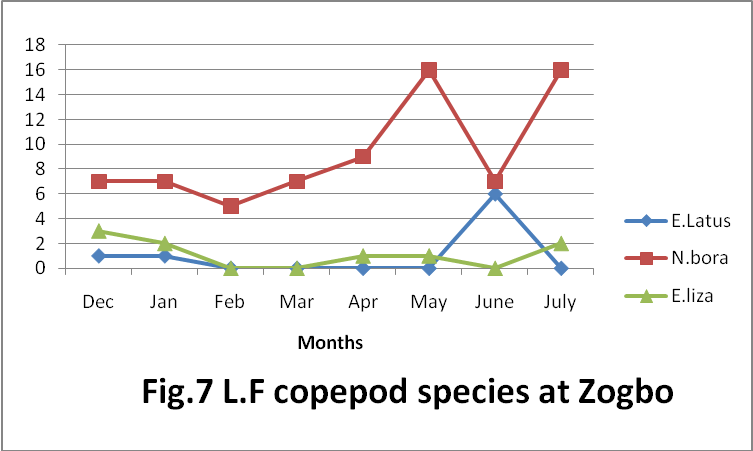 18
16
14
12
10
8
6
4
2
0
Dec Jan Feb Mar Apr May June July
Months
E.Latus
N.bora
E.liza
Fig.7 L.F copepod species at Zogbo